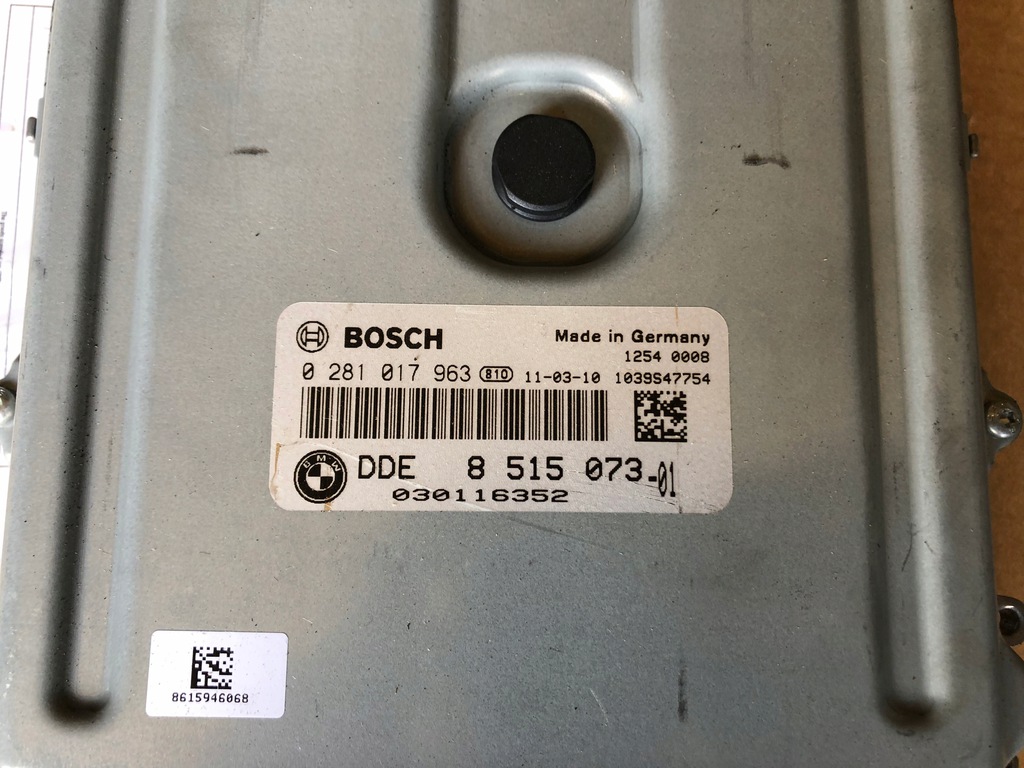 BOSCH
Made in Germany
1254 0008
0 281 017 963 810 11-03-10 1039S47754
BMW
DDE 8 515 073-01
030116352
8615946068